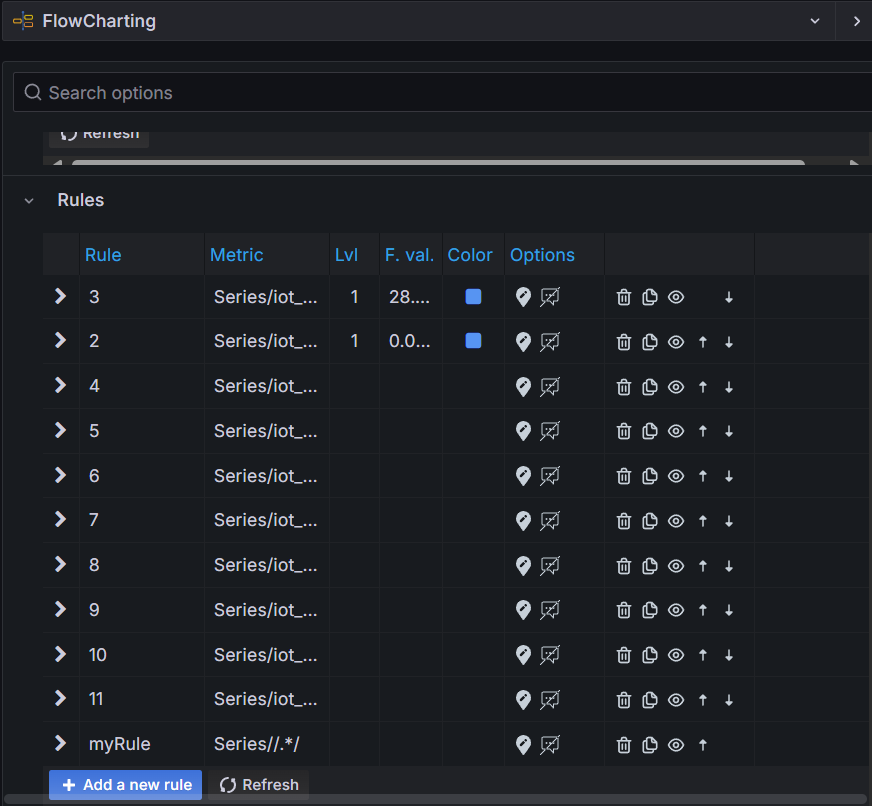 FlowCharting
Search options
Refresh
Rules
Rule Metric Lvl F. val. Color Options
3 Series/iot_... 1 28....
2 Series/iot_... 1 0.0...
4 Series/iot_...
5 Series/iot_...
6 Series/iot_...
7 Series/iot_...
8 Series/iot_...
9 Series/iot_...
10 Series/iot_...
11 Series/iot_...
myRule Series//.*/
+ Add a new rule Refresh